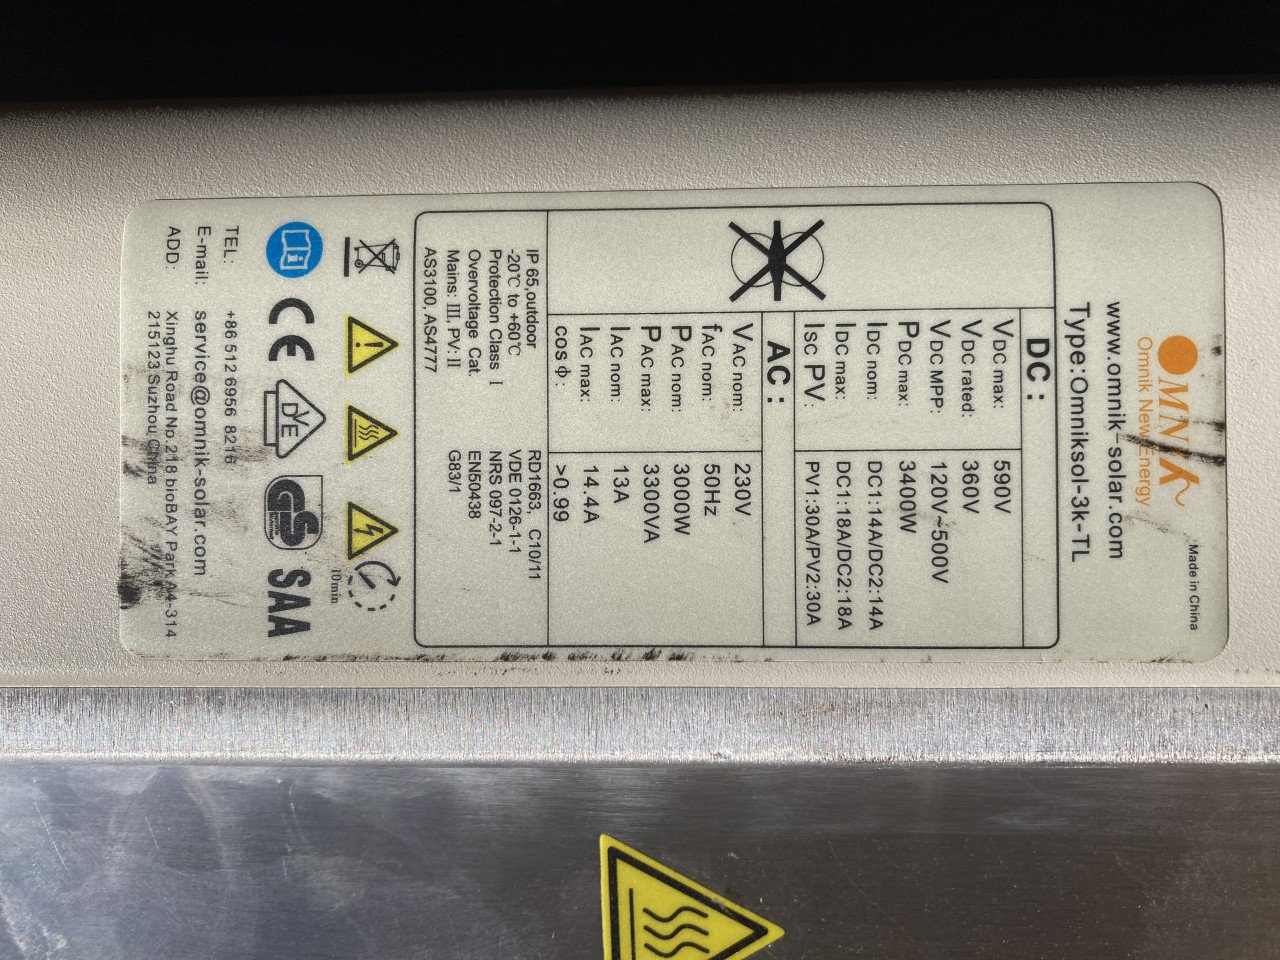 Made in China
OMNIK
Omnik New Energy
www.omnik-solar.com
Type:Omniksol-3k-TL
DC:
VDC max: 590V
VDC rated: 360V
VDC MPP: 120V~500V
PDC max: 3400W
IDC nom: DC1:14A/DC2:14A
IDC max: DC1:18A/DC2:18A
ISC PV: PV1:30A/PV2:30A
AC:
VAC nom: 230V
fAC nom: 50Hz
PAC nom: 3000W
PAC max: 3300VA
IAC nom: 13A
IAC max: 14.4A
cos Φ: >0.99
IP 65,outdoor RD1663, C10/11
-20℃ to +60℃ VDE 0126-1-1
Protection Class I NRS 097-2-1
Overvoltage Cat. EN50438
Mains: III, PV: II G83/1
AS3100, AS477
10min
CE DVE GS SAA
TEL: +86 512 6956 8216
E-mail: service@omnik-solar.com
ADD: Xinghu Road No.218 bioBAY Park A4-314
215123 Suzhou China